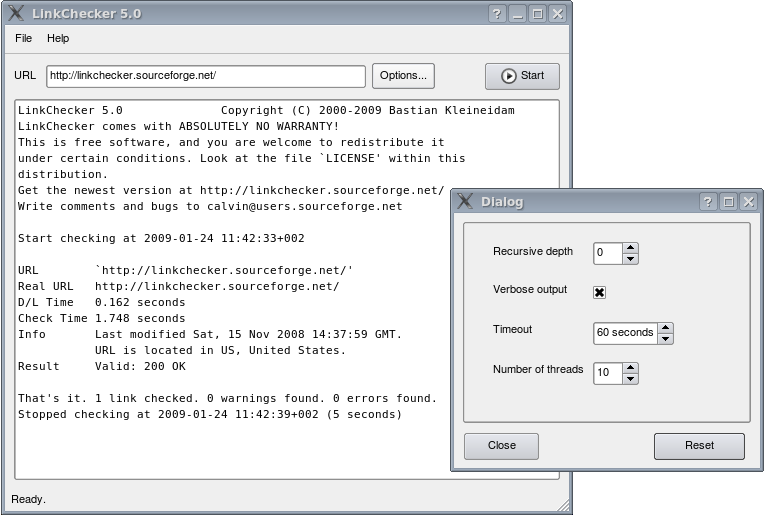 LinkChecker 5.0
File Help
URL http://linkchecker.sourceforge.net/ Options... Start
LinkChecker 5.0 Copyright (C) 2000-2009 Bastian Kleineidam
LinkChecker comes with ABSOLUTELY NO WARRANTY!
This is free software, and you are welcome to redistribute it
under certain conditions. Look at the file `LICENSE' within this
distribution.
Get the newest version at http://linkchecker.sourceforge.net/
Write comments and bugs to calvin@users.sourceforge.net
Start checking at 2009-01-24 11:42:33+002
URL `http://linkchecker.sourceforge.net/'
Real URL http://linkchecker.sourceforge.net/
D/L Time 0.162 seconds
Check Time 1.748 seconds
Info Last modified Sat, 15 Nov 2008 14:37:59 GMT.
URL is located in US, United States.
Result Valid: 200 OK
That's it. 1 link checked. 0 warnings found. 0 errors found.
Stopped checking at 2009-01-24 11:42:39+002 (5 seconds)
Ready.
Dialog
Recursive depth 0
Verbose output
Timeout 60 seconds
Number of threads 10
Close Reset